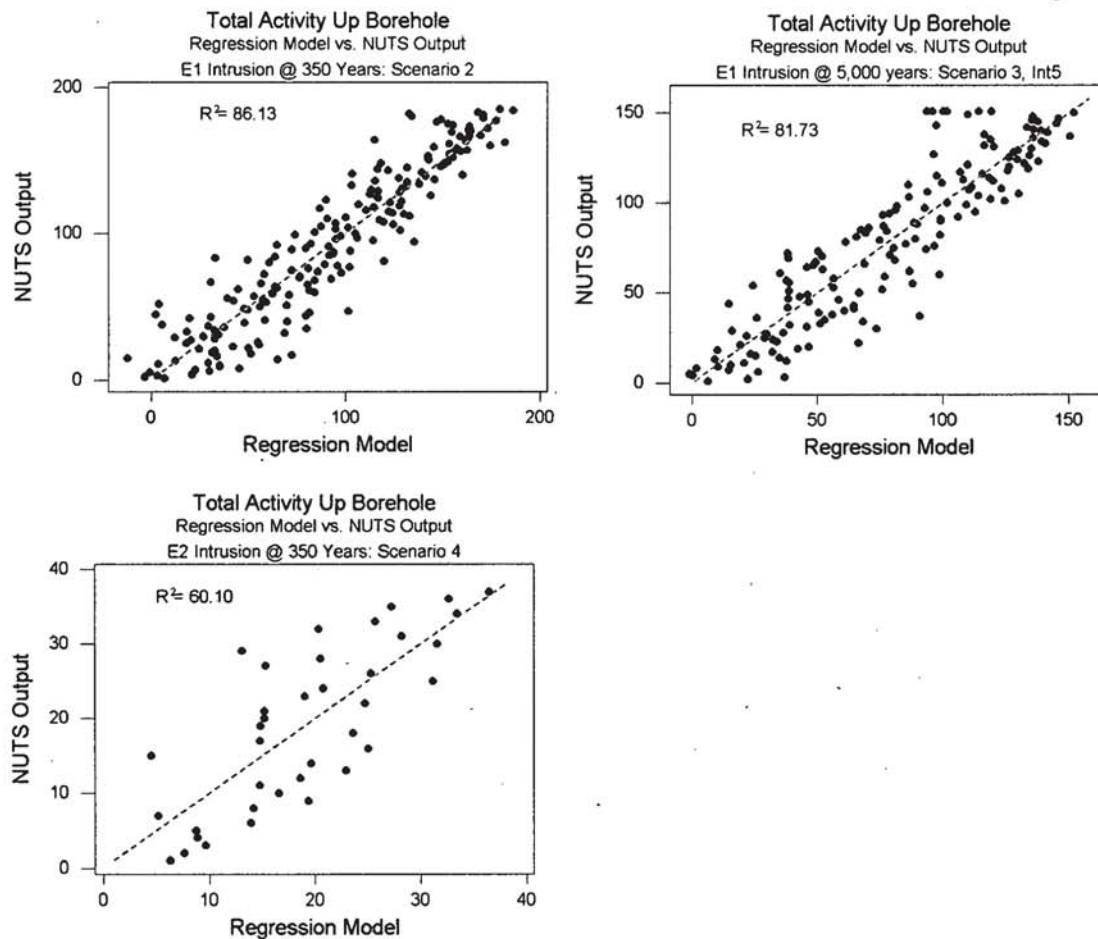 Total Activity Up Borehole
Regression Model vs. NUTS Output
E1 Intrusion @ 350 Years: Scenario 2
R²= 86.13
200
100
0
NUTS Output
0 100 200
Regression Model
Total Activity Up Borehole
Regression Model vs. NUTS Output
E1 Intrusion @ 5,000 years: Scenario 3, Int5
R²= 81.73
150
100
50
0
NUTS Output
0 50 100 150
Regression Model
Total Activity Up Borehole
Regression Model vs. NUTS Output
E2 Intrusion @ 350 Years: Scenario 4
R²= 60.10
40
30
20
10
0
NUTS Output
0 10 20 30 40
Regression Model